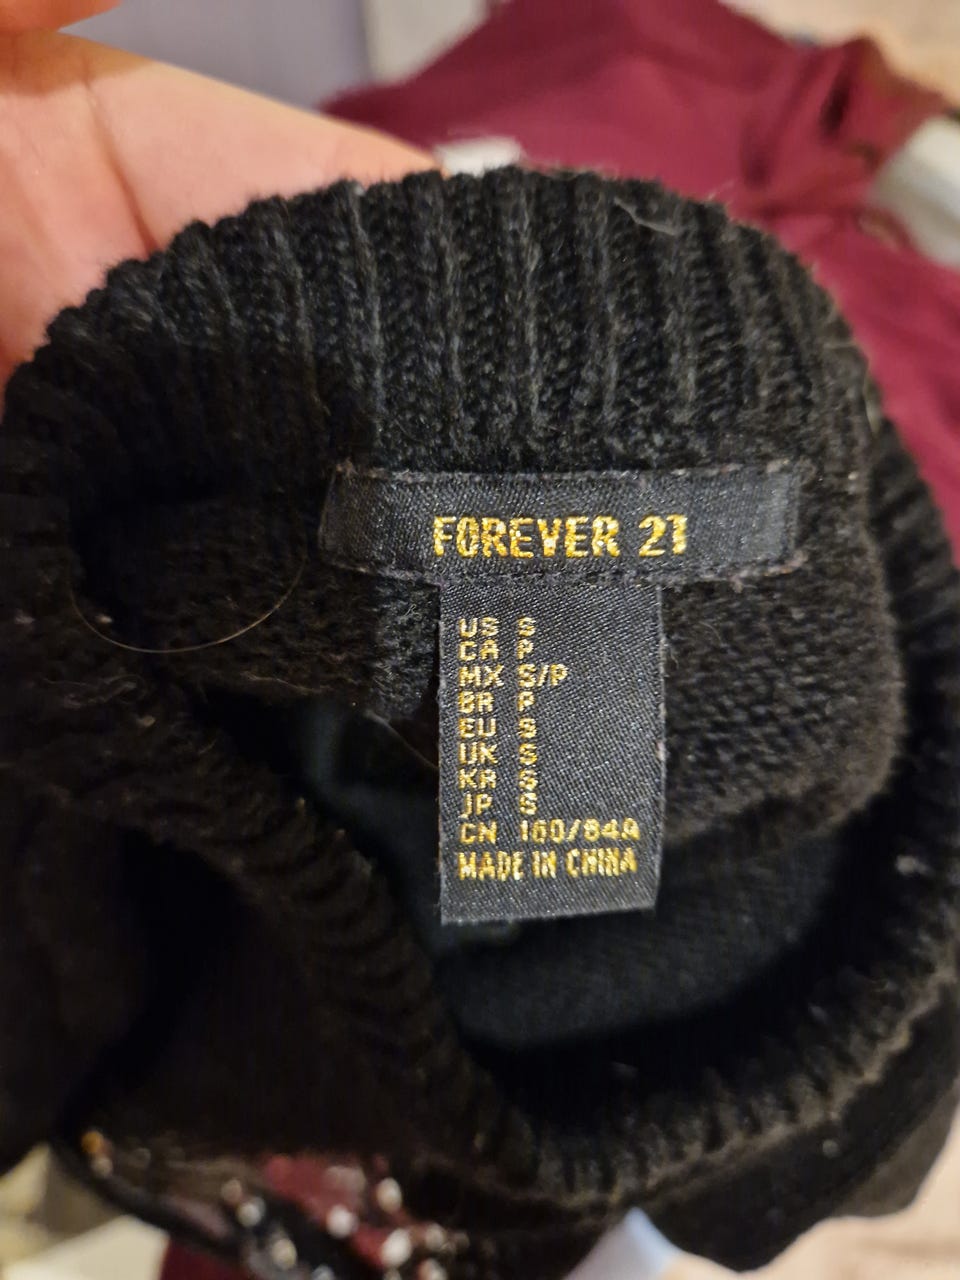 FOREVER 21
US S
CA P
MX S/P
BR P
EU S
UK S
KR S
JP S
CN 160/84A
MADE IN CHINA